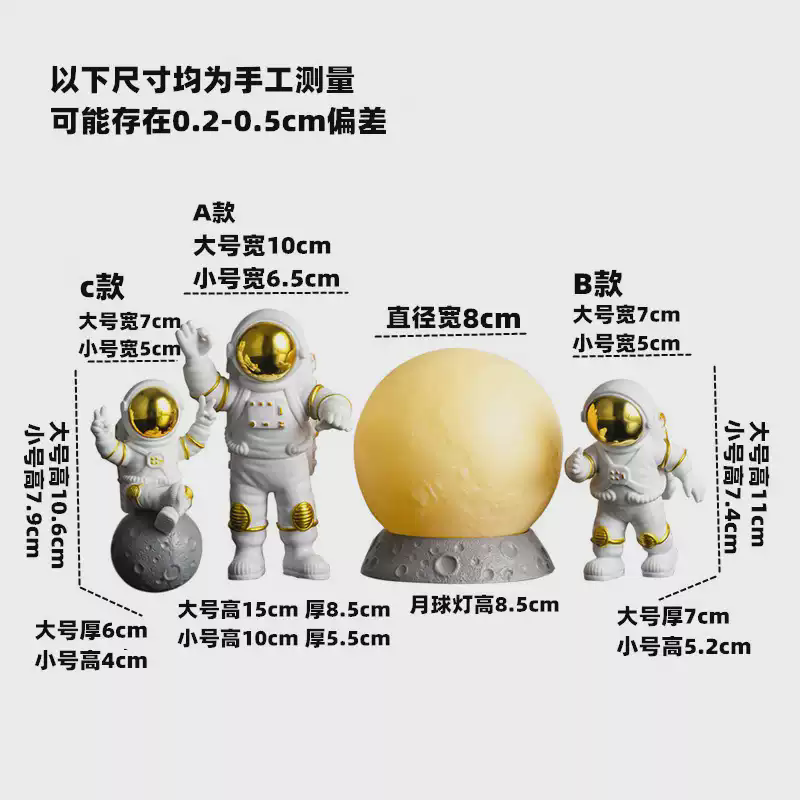 以下尺寸均为手工测量
可能存在0.2-0.5cm偏差
A款
大号宽10cm
小号宽6.5cm
c款
大号宽7cm
小号宽5cm
直径宽8cm
B款
大号宽7cm
小号宽5cm
大号高10.6cm
小号高7.9cm
大号高11cm
小号高7.4cm
大号厚6cm
小号高4cm
大号高15cm 厚8.5cm
小号高10cm 厚5.5cm
月球灯高8.5cm
大号厚7cm
小号高5.2cm